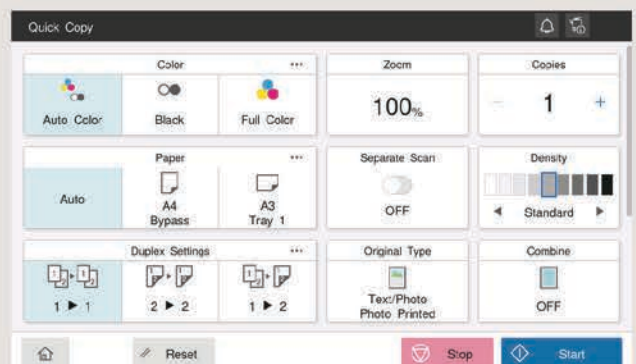 Quick Copy
Color ...
Auto Color
Black
Full Color
Zoom
100%
Copies
- 1 +
Paper ...
Auto
A4
Bypass
A3
Tray 1
Separate Scan
OFF
Density
◀ Standard ▶
Duplex Settings ...
1 ▶ 1
2 ▶ 2
1 ▶ 2
Original Type
Text/Photo
Photo Printed
Combine
OFF
Reset
Stop
Start